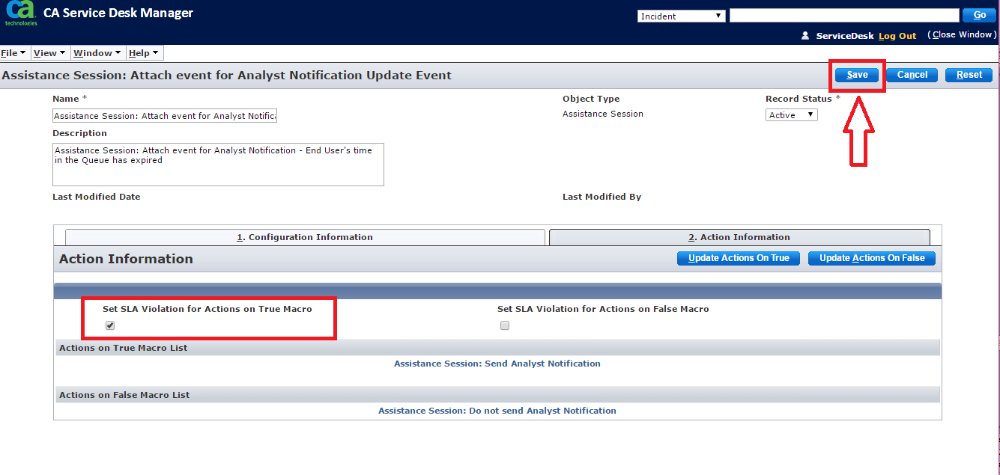 ca
technologies
CA Service Desk Manager
Incident
Go
ServiceDesk Log Out (Close Window)
File View Window Help
Assistance Session: Attach event for Analyst Notification Update Event
Save Cancel Reset
Name *
Object Type
Record Status *
Assistance Session: Attach event for Analyst Notifica
Assistance Session
Active
Description
Assistance Session: Attach event for Analyst Notification - End User's time
in the Queue has expired
Last Modified Date
Last Modified By
1. Configuration Information
2. Action Information
Action Information
Update Actions On True
Update Actions On False
Set SLA Violation for Actions on True Macro
Set SLA Violation for Actions on False Macro
Actions on True Macro List
Assistance Session: Send Analyst Notification
Actions on False Macro List
Assistance Session: Do not send Analyst Notification